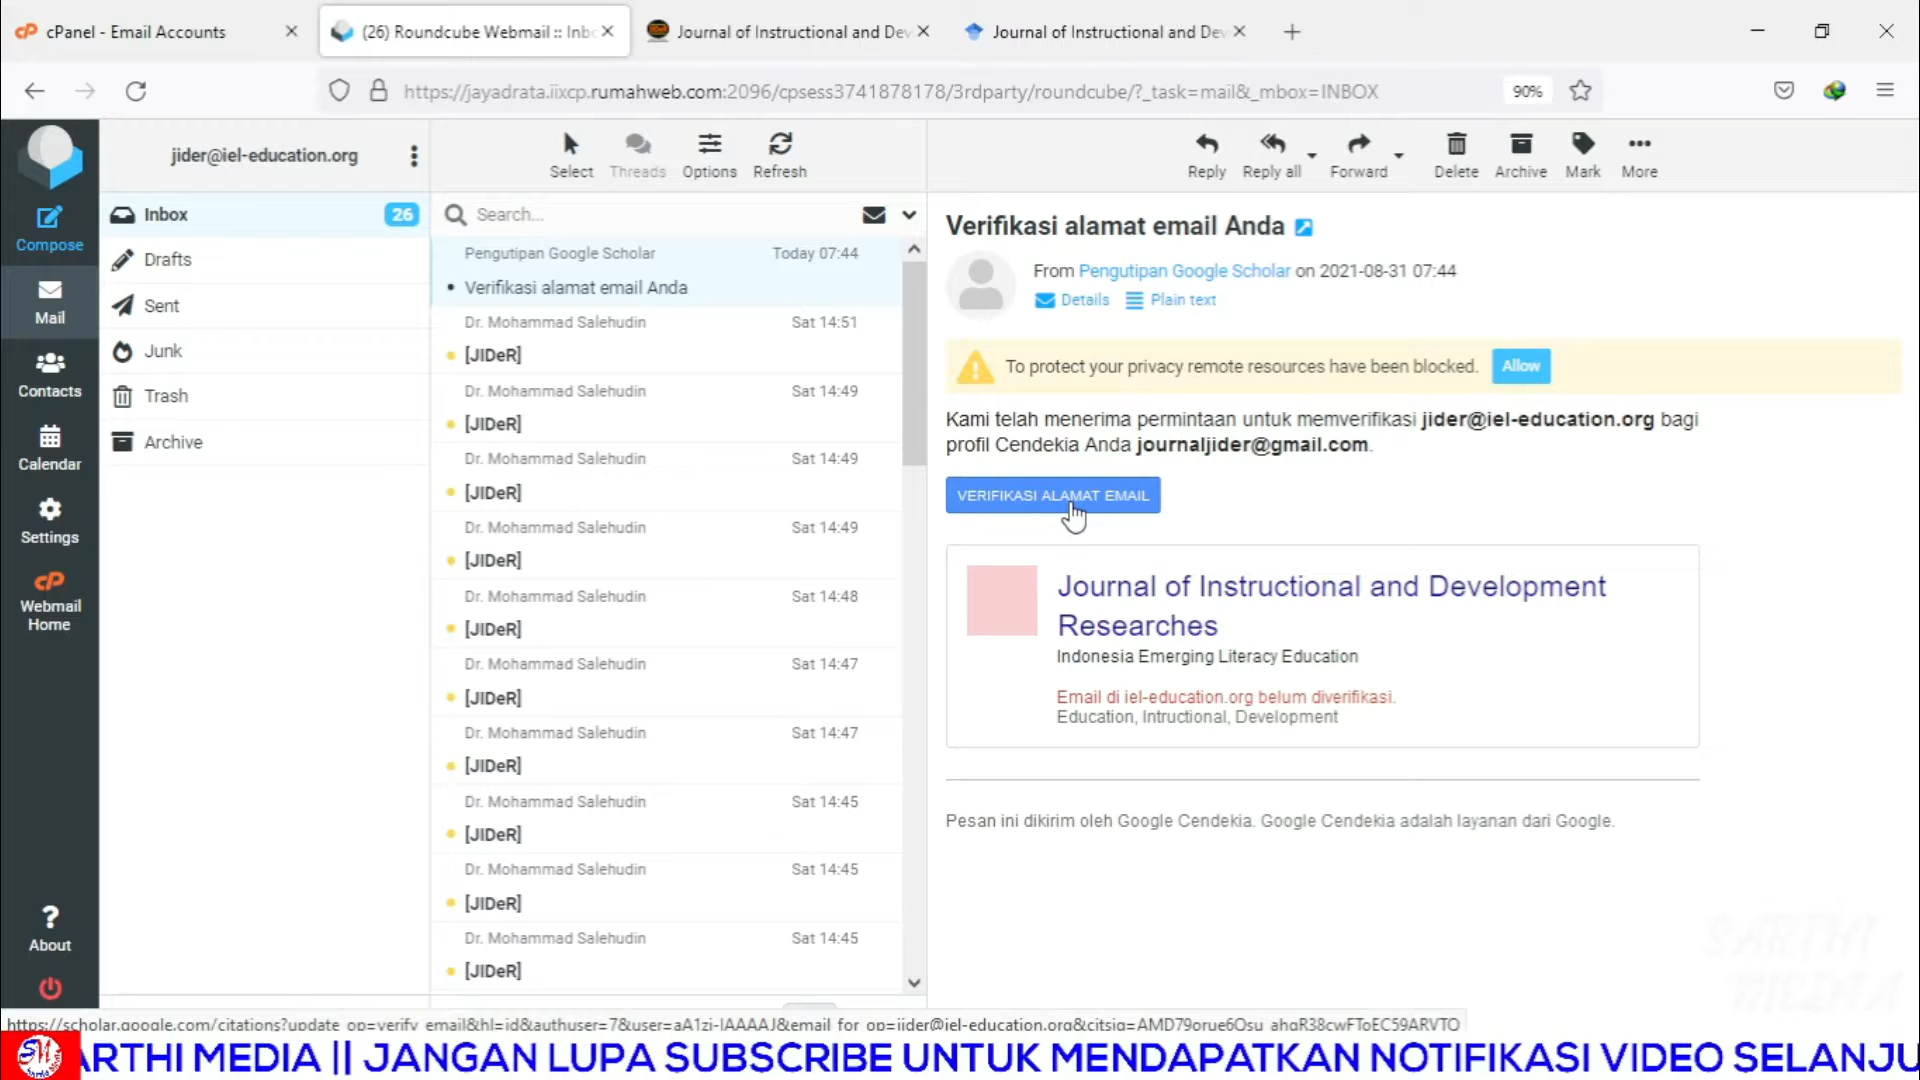 cPanel - Email Accounts
(26) Roundcube Webmail :: Inbo
Journal of Instructional and Dev
Journal of Instructional and Dev
https://jayadrata.iixcp.rumahweb.com:2096/cpsess3741878178/3rdparty/roundcube/?_task=mail&_mbox=INBOX
90%
Compose
Mail
Contacts
Calendar
Settings
cP
Webmail
Home
?
About
jider@iel-education.org
Inbox 26
Drafts
Sent
Junk
Trash
Archive
Select Threads Options Refresh
Search...
Pengutipan Google Scholar Today 07:44
• Verifikasi alamat email Anda
Dr. Mohammad Salehudin Sat 14:51
[JIDeR]
Dr. Mohammad Salehudin Sat 14:49
[JIDeR]
Dr. Mohammad Salehudin Sat 14:49
[JIDeR]
Dr. Mohammad Salehudin Sat 14:49
[JIDeR]
Dr. Mohammad Salehudin Sat 14:48
[JIDeR]
Dr. Mohammad Salehudin Sat 14:47
[JIDeR]
Dr. Mohammad Salehudin Sat 14:47
[JIDeR]
Dr. Mohammad Salehudin Sat 14:45
[JIDeR]
Dr. Mohammad Salehudin Sat 14:45
[JIDeR]
Dr. Mohammad Salehudin Sat 14:45
[JIDeR]
Reply Reply all Forward Delete Archive Mark More
Verifikasi alamat email Anda
From Pengutipan Google Scholar on 2021-08-31 07:44
Details Plain text
To protect your privacy remote resources have been blocked. Allow
Kami telah menerima permintaan untuk memverifikasi jider@iel-education.org bagi
profil Cendekia Anda journaljider@gmail.com.
VERIFIKASI ALAMAT EMAIL
Journal of Instructional and Development
Researches
Indonesia Emerging Literacy Education
Email di iel-education.org belum diverifikasi.
Education, Intructional, Development
Pesan ini dikirim oleh Google Cendekia. Google Cendekia adalah layanan dari Google.
SARTHI
MEDIA
ARTHI MEDIA || JANGAN LUPA SUBSCRIBE UNTUK MENDAPATKAN NOTIFIKASI VIDEO SELANJU